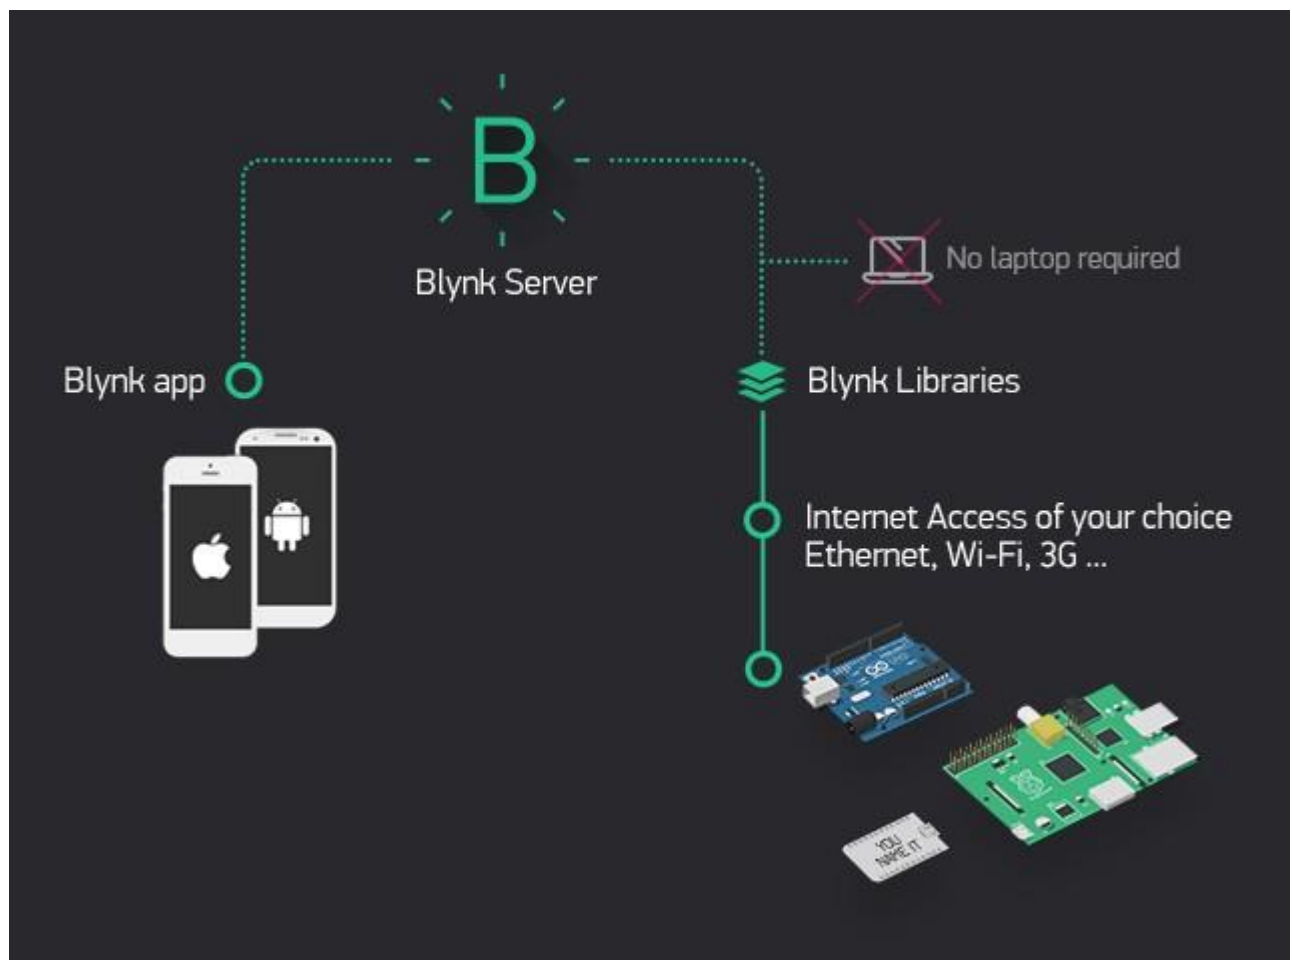 B
Blynk Server
No laptop required
Blynk app
Blynk Libraries
Internet Access of your choice
Ethernet, Wi-Fi, 3G ...
YOU
NAME IT